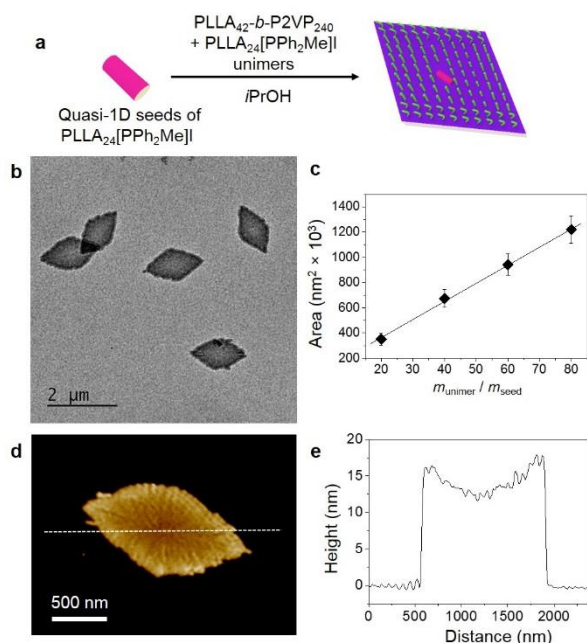 a
PLLA42-b-P2VP240
+ PLLA24[PPh2Me]I
unimers
iPrOH
Quasi-1D seeds of
PLLA24[PPh2Me]I
b
2 μm
c
Area (nm² × 10³)
1400
1200
1000
800
600
400
200
20 30 40 50 60 70 80
munimer / mseed
d
500 nm
e
Height (nm)
20
15
10
5
0
0 500 1000 1500 2000
Distance (nm)